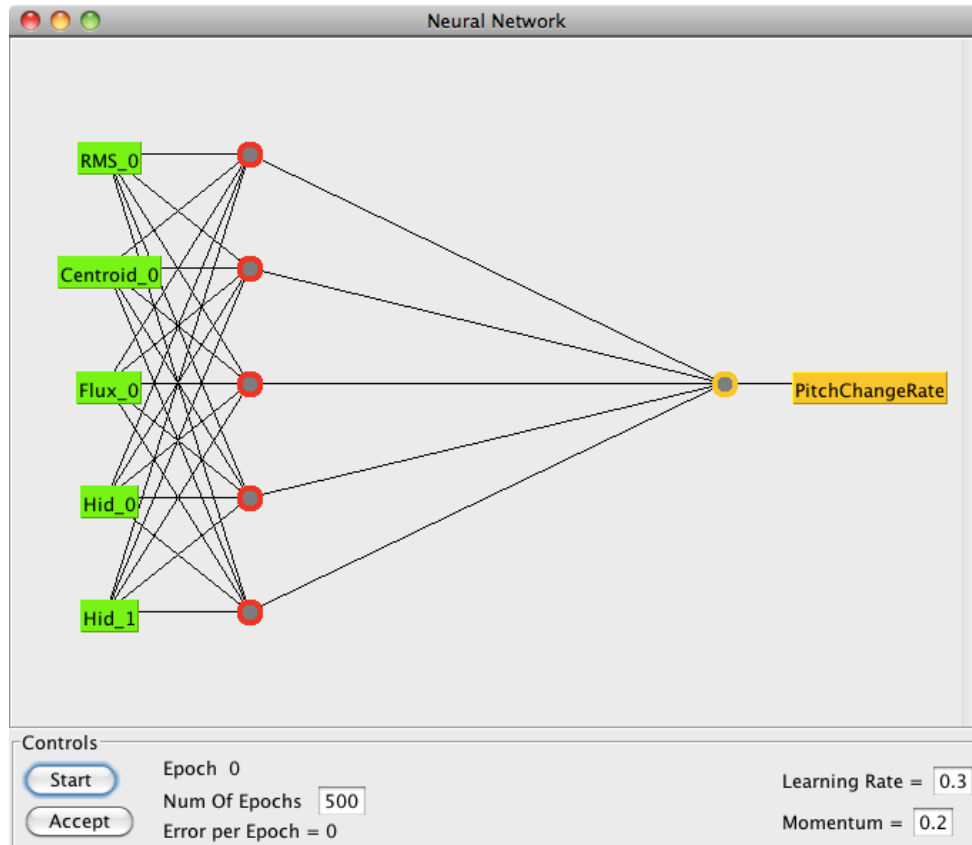 Neural Network
RMS_0
Centroid_0
Flux_0
PitchChangeRate
Hid_0
Hid_1
Controls
Start
Accept
Epoch 0
Num Of Epochs 500
Error per Epoch = 0
Learning Rate = 0.3
Momentum = 0.2